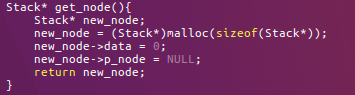 Stack* get_node(){
    Stack* new_node;
    new_node = (Stack*)malloc(sizeof(Stack*));
    new_node->data = 0;
    new_node->p_node = NULL;
    return new_node;
}